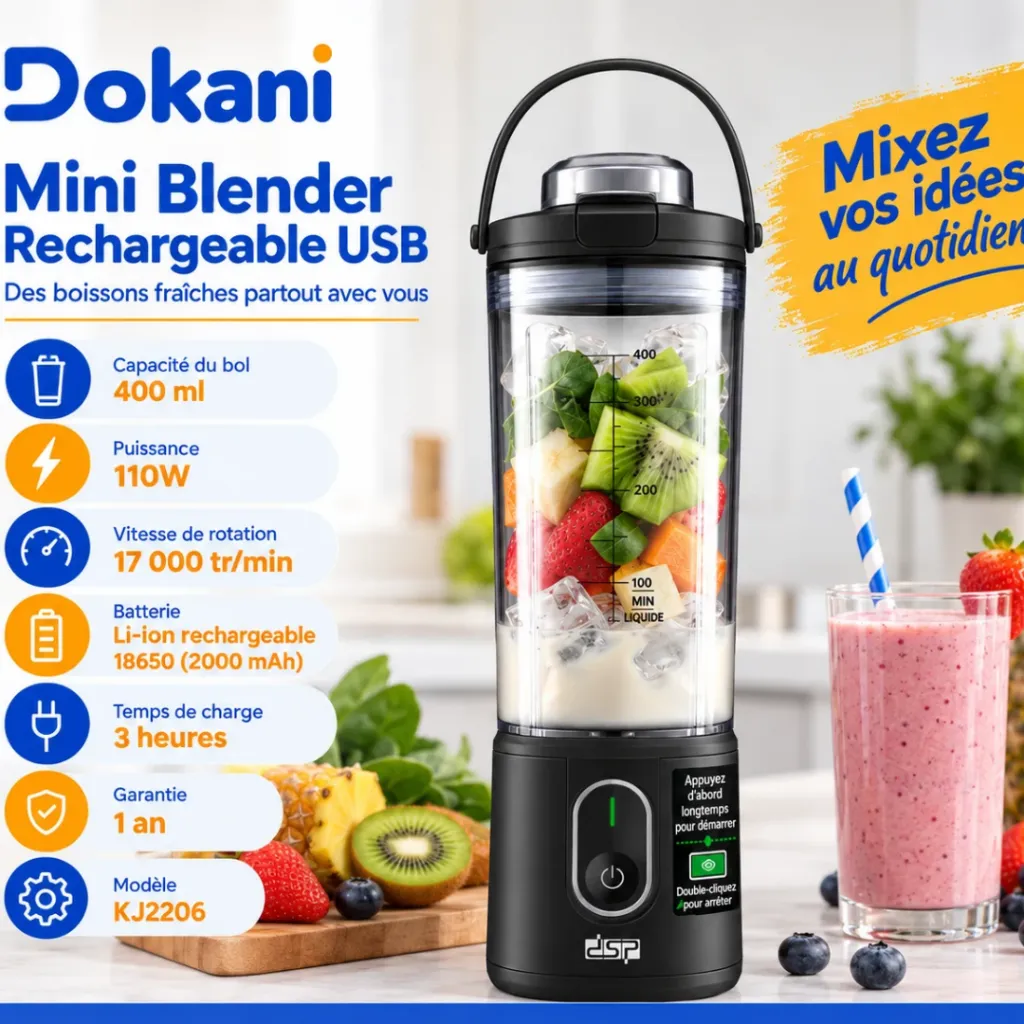 Dokani
Mini Blender
Rechargeable USB
Des boissons fraîches partout avec vous
Capacité du bol
400 ml
Puissance
110W
Vitesse de rotation
17 000 tr/min
Batterie
Li-ion rechargeable
18650 (2000 mAh)
Temps de charge
3 heures
Garantie
1 an
Modèle
KJ2206
Mixez
vos idées
au quotidien
400
300
200
100
MIN
LIQUIDE
Appuyez
d'abord
longtemps
pour démarrer
Double-cliquez
pour arrêter
dsp